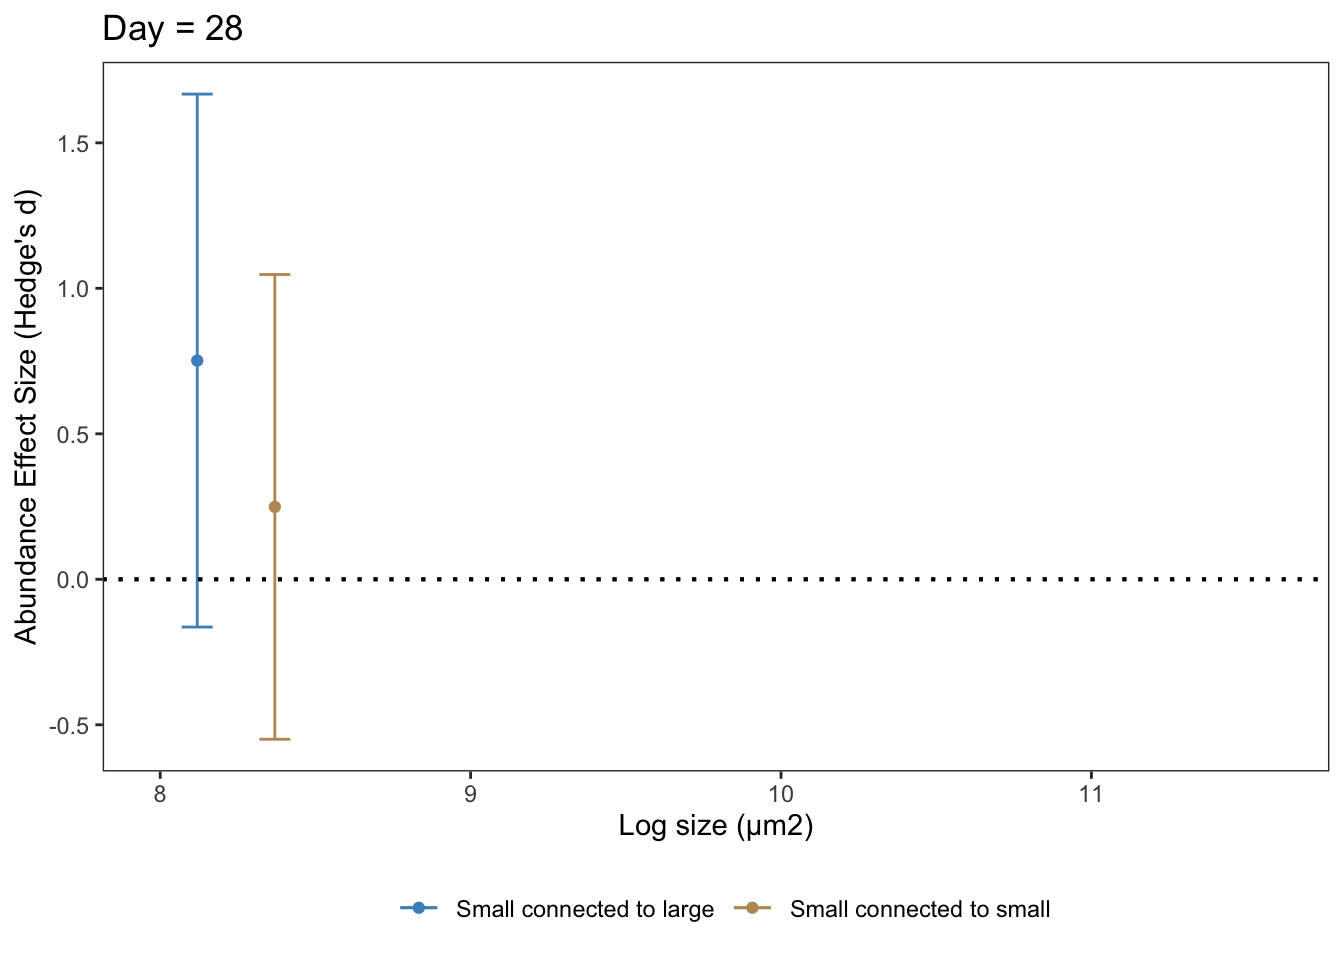 Day = 28
Abundance Effect Size (Hedge's d)
1.5
1.0
0.5
0.0
-0.5
8 9 10 11
Log size (µm2)
Small connected to large Small connected to small